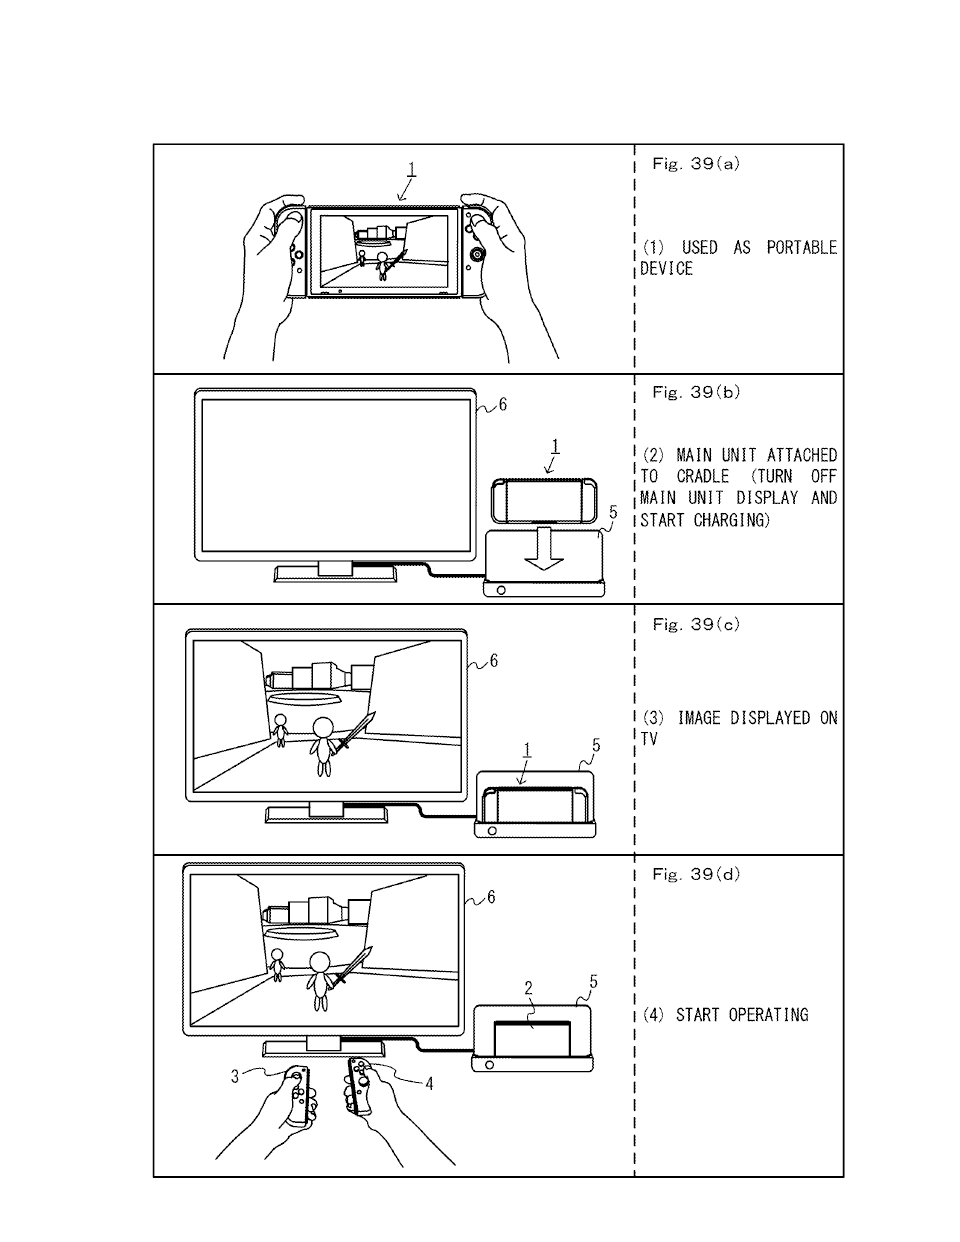 Fig. 39(a)
1
(1) USED AS PORTABLE
DEVICE
Fig. 39(b)
6
1
5
(2) MAIN UNIT ATTACHED
TO CRADLE (TURN OFF
MAIN UNIT DISPLAY AND
START CHARGING)
Fig. 39(c)
6
5
1
(3) IMAGE DISPLAYED ON
TV
Fig. 39(d)
6
5
2
(4) START OPERATING
3
4